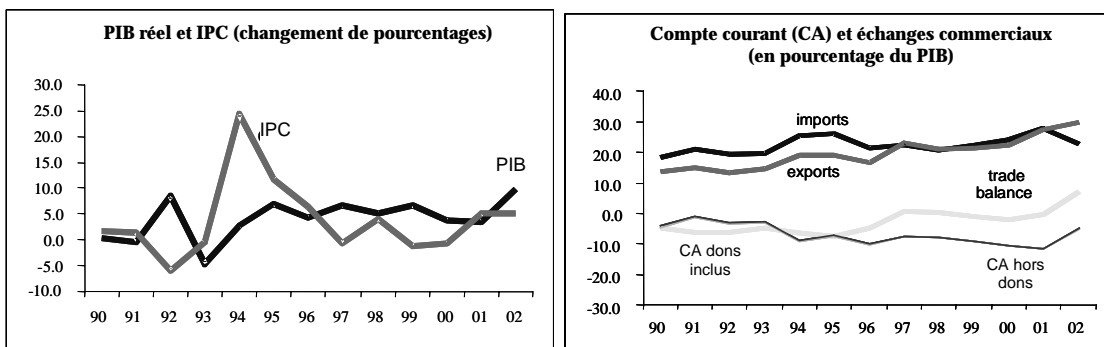 PIB réel et IPC (changement de pourcentages)
30.0
25.0
20.0
15.0
10.0
5.0
0.0
-5.0
-10.0
IPC
PIB
90 91 92 93 94 95 96 97 98 99 00 01 02
Compte courant (CA) et échanges commerciaux
(en pourcentage du PIB)
40.0
30.0
20.0
10.0
0.0
-10.0
-20.0
-30.0
imports
exports
trade
balance
CA dons
inclus
CA hors
dons
90 91 92 93 94 95 96 97 98 99 00 01 02